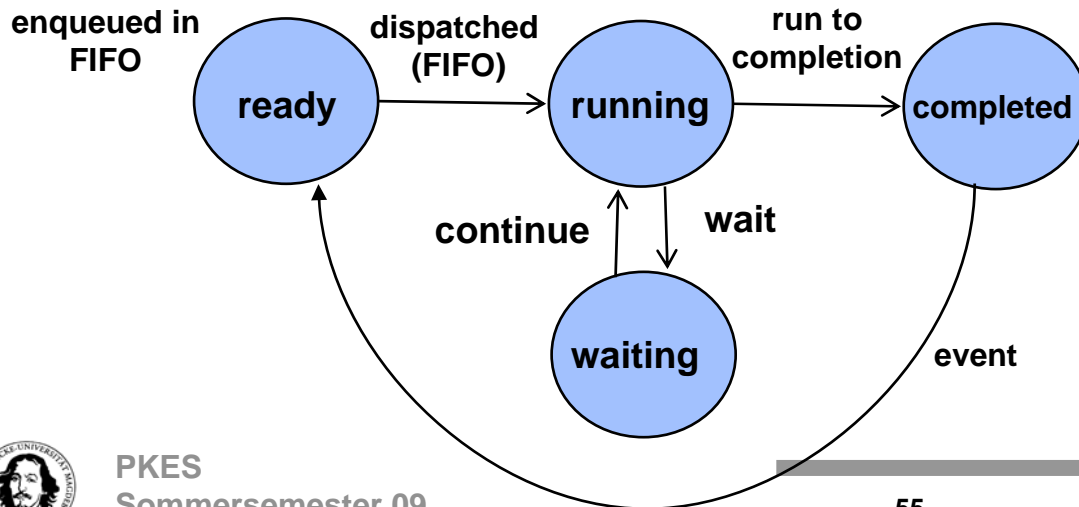 enqueued in
FIFO
dispatched
(FIFO)
run to
completion
ready
running
completed
continue
wait
waiting
event
PKES
Sommersemester 09
55